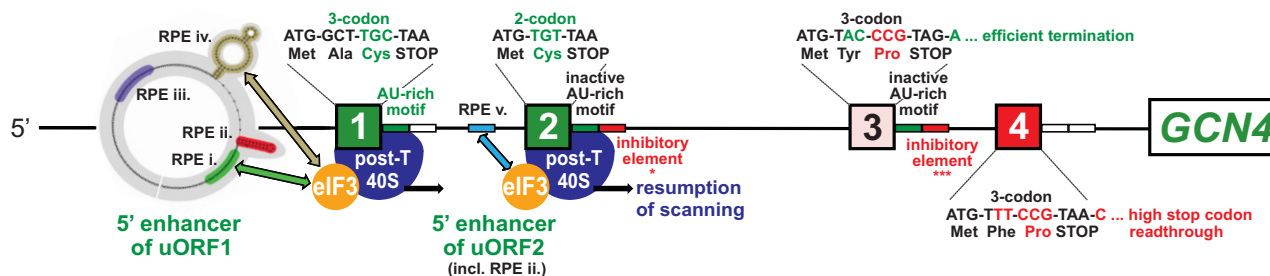 RPE iv.
RPE iii.
RPE ii.
RPE i.
5' enhancer
of uORF1
5'
3-codon
ATG-GCT-TGC-TAA
Met Ala Cys STOP
AU-rich
motif
1
post-T
40S
eIF3
RPE v.
2-codon
ATG-TGT-TAA
Met Cys STOP
inactive
AU-rich
motif
2
post-T
40S
eIF3
5' enhancer
of uORF2
(incl. RPE ii.)
inhibitory
element
*
resumption
of scanning
3-codon
ATG-TAC-CCG-TAG-A ... efficient termination
Met Tyr Pro STOP
inactive
AU-rich
motif
3
inhibitory
element
***
4
3-codon
ATG-TTT-CCG-TAA-C ... high stop codon
Met Phe Pro STOP readthrough
GCN4